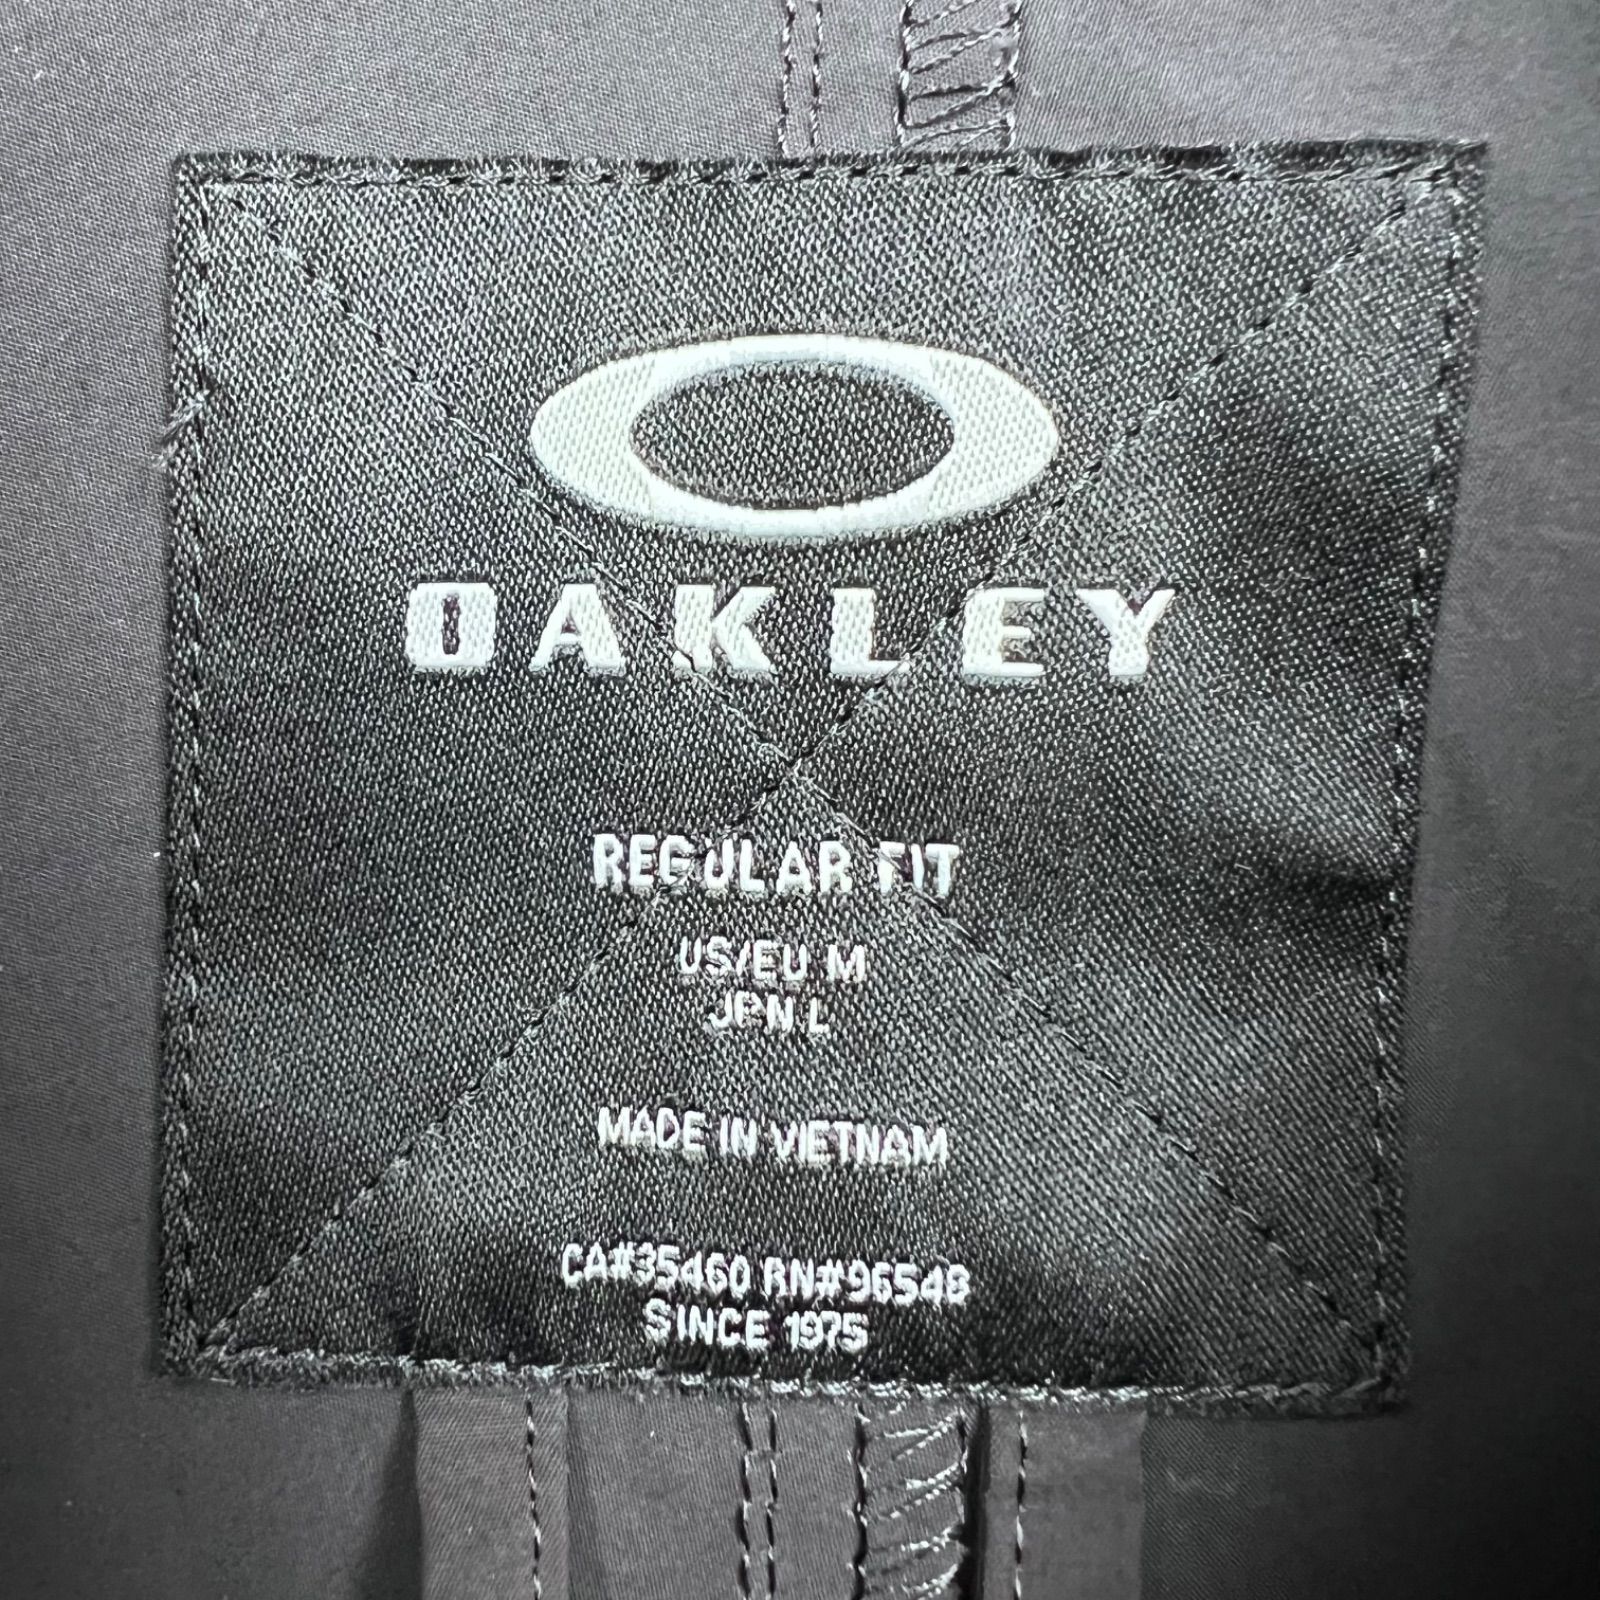 OAKLEY
REGULAR FIT
US/EU M
JPN L
MADE IN VIETNAM
CA#35460 RN#96548
SINCE 1975